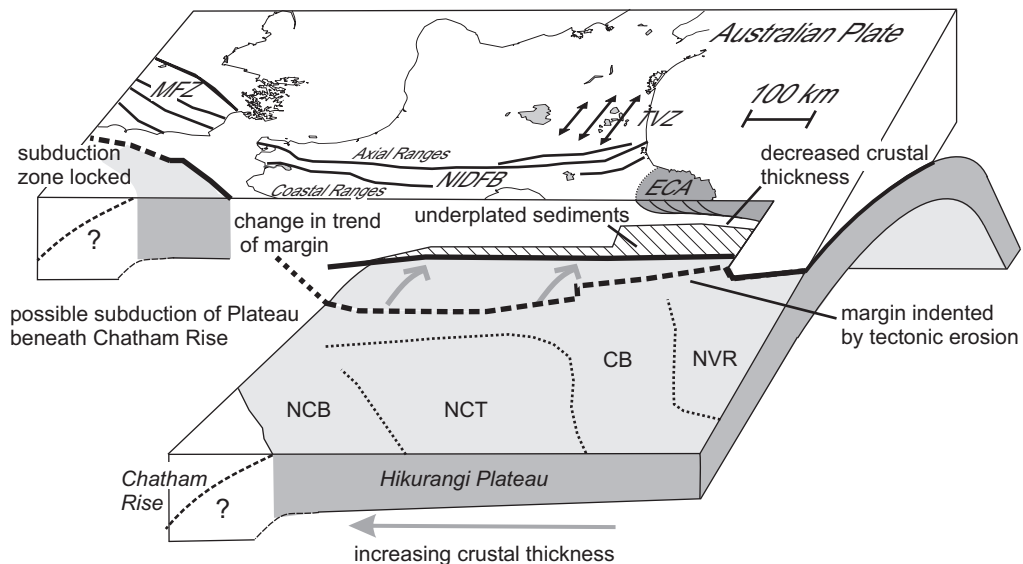 Australian Plate
MFZ
100 km
TVZ
subduction
zone locked
Axial Ranges
decreased crustal
thickness
NIDFB
ECA
Coastal Ranges
?
change in trend
of margin
underplated sediments
possible subduction of Plateau
beneath Chatham Rise
margin indented
by tectonic erosion
CB
NVR
NCB
NCT
Chatham
Rise
Hikurangi Plateau
?
increasing crustal thickness